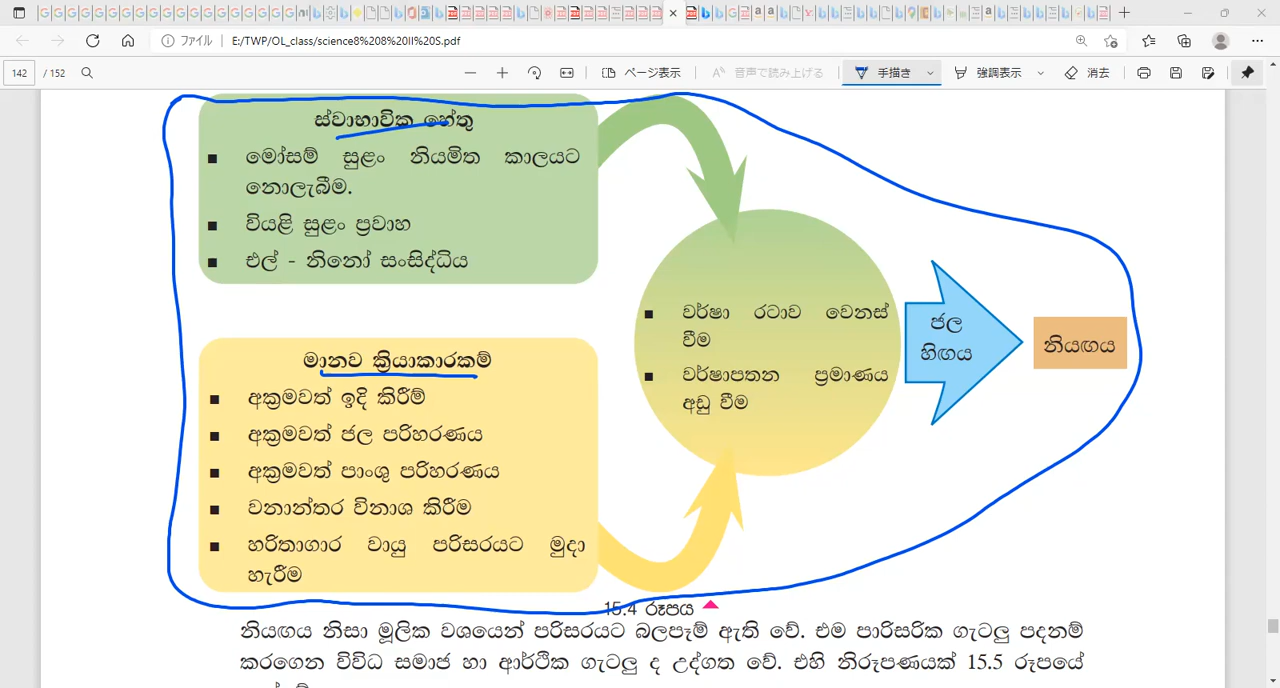 ファイル E:/TWP/OL_class/science8%208%20II%20S.pdf
142 / 152 ページ表示 音声で読み上げる 手描き 強調表示 消去
ස්වාභාවික හේතු
■ මෝසම් සුළං නියමිත කාලයට
නොලැබීම.
■ වියළි සුළං ප්‍රවාහ
■ එල් - නිනෝ සංසිද්ධිය
මානව ක්‍රියාකාරකම්
■ අක්‍රමවත් ඉදි කිරීම්
■ අක්‍රමවත් ජල පරිහරණය
■ අක්‍රමවත් පාංශු පරිහරණය
■ වනාන්තර විනාශ කිරීම
■ හරිතාගාර වායු පරිසරයට මුදා
හැරීම
■ වර්ෂා රටාව වෙනස්
වීම
■ වර්ෂාපතන ප්‍රමාණය
අඩු වීම
ජල
හිඟය
නියඟය
15.4 රූපය
නියඟය නිසා මූලික වශයෙන් පරිසරයට බලපෑම් ඇති වේ. එම පාරිසරික ගැටලු පදනම්
කරගෙන විවිධ සමාජ හා ආර්ථික ගැටලු ද උද්ගත වේ. එහි නිරූපණයක් 15.5 රූපයේ